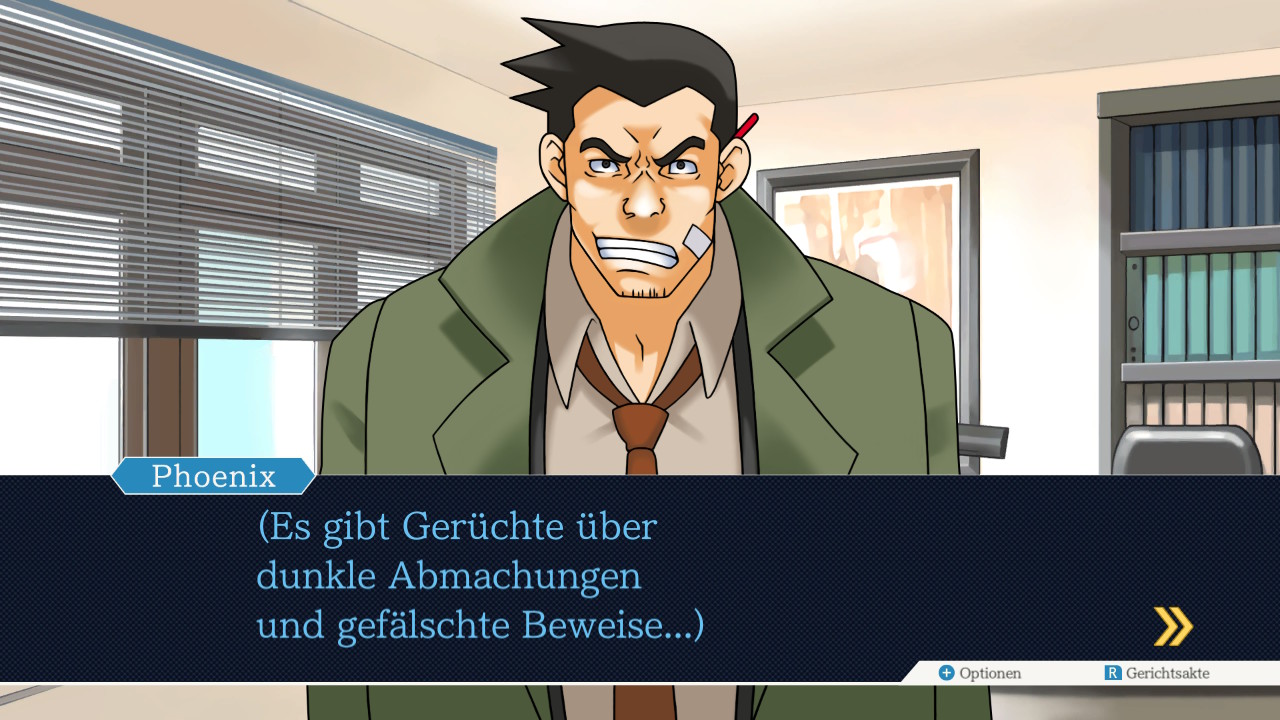 Phoenix
(Es gibt Gerüchte über
dunkle Abmachungen
und gefälschte Beweise...)
+ Optionen
R Gerichtsakte